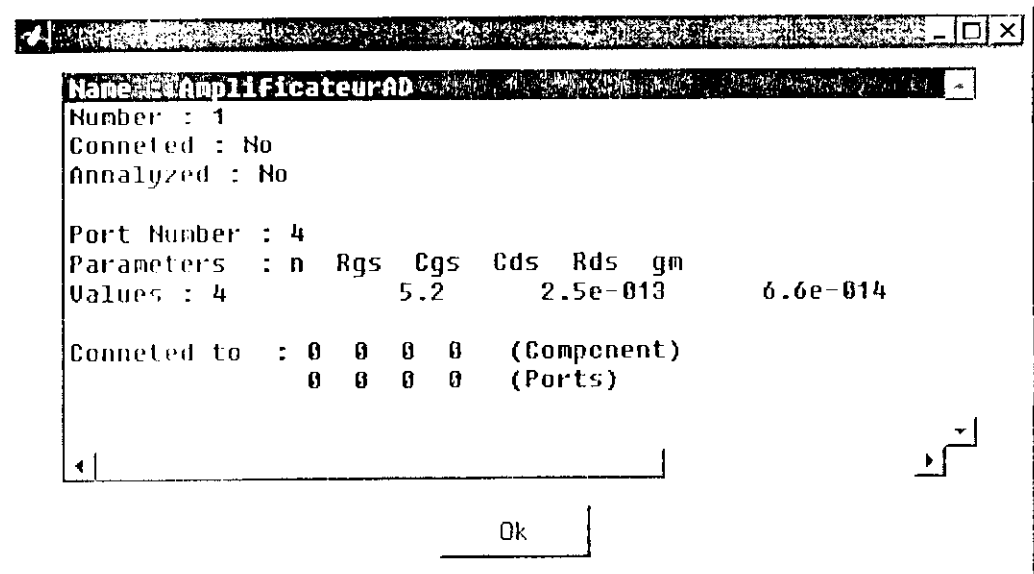 Name : AmplificateurAD
Number : 1
Conneted : No
Annalyzed : No
Port Number : 4
Parameters : n Rgs Cgs Cds Rds gm
Values : 4 5.2 2.5e-013 6.6e-014
Conneted to : 0 0 0 0 (Component)
0 0 0 0 (Ports)
Ok